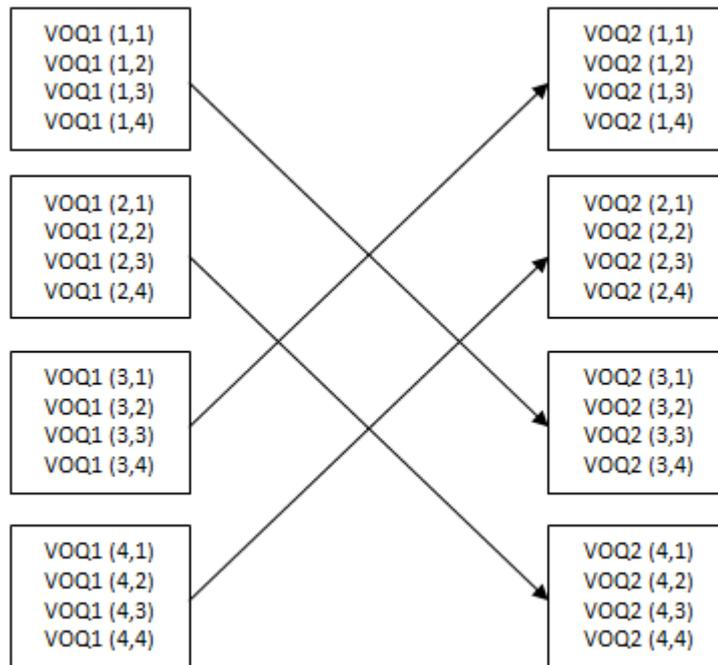 VOQ1 (1,1)
VOQ1 (1,2)
VOQ1 (1,3)
VOQ1 (1,4)
VOQ2 (1,1)
VOQ2 (1,2)
VOQ2 (1,3)
VOQ2 (1,4)
VOQ1 (2,1)
VOQ1 (2,2)
VOQ1 (2,3)
VOQ1 (2,4)
VOQ2 (2,1)
VOQ2 (2,2)
VOQ2 (2,3)
VOQ2 (2,4)
VOQ1 (3,1)
VOQ1 (3,2)
VOQ1 (3,3)
VOQ1 (3,4)
VOQ2 (3,1)
VOQ2 (3,2)
VOQ2 (3,3)
VOQ2 (3,4)
VOQ1 (4,1)
VOQ1 (4,2)
VOQ1 (4,3)
VOQ1 (4,4)
VOQ2 (4,1)
VOQ2 (4,2)
VOQ2 (4,3)
VOQ2 (4,4)